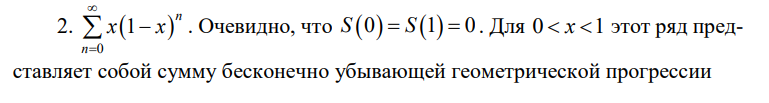 2. $\sum_{n=0}^{\infty} x(1-x)^n$. Очевидно, что $S(0)=S(1)=0$. Для $0<x<1$ этот ряд пред-
ставляет собой сумму бесконечно убывающей геометрической прогрессии